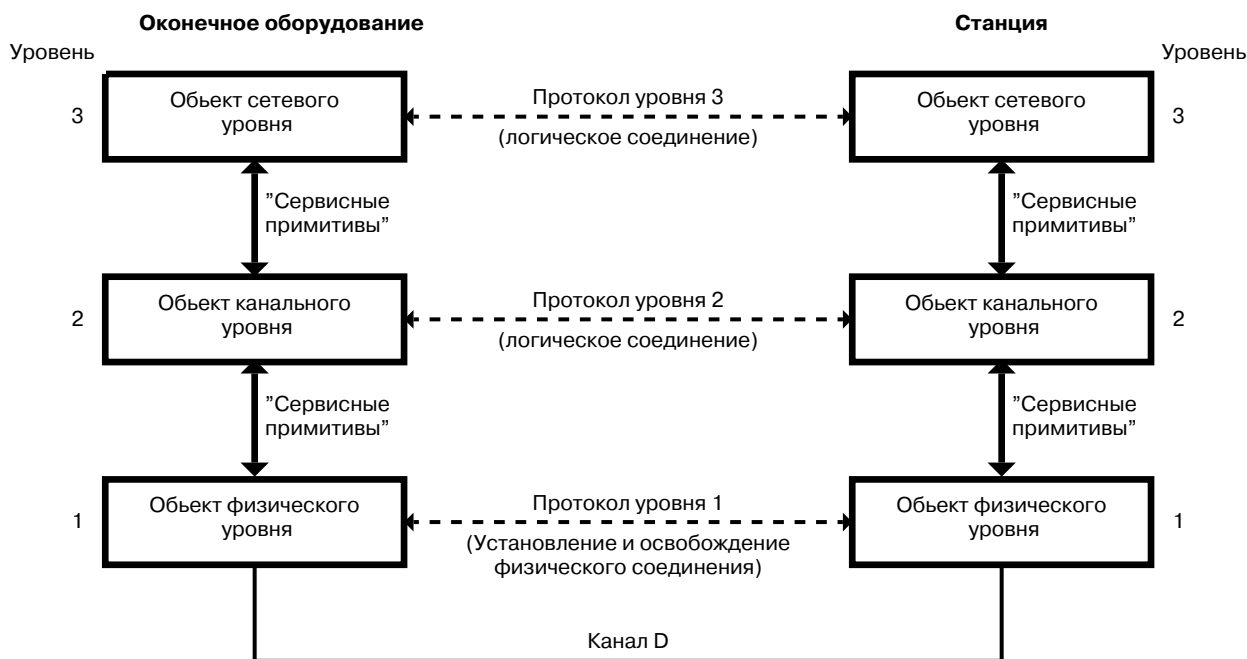 Оконечное оборудование
Станция
Уровень
Уровень
Обьект сетевого
уровня
Протокол уровня 3
Обьект сетевого
уровня
3
(логическое соединение)
3
”Сервисные
примитивы”
”Сервисные
примитивы”
Обьект канального
уровня
Протокол уровня 2
Обьект канального
уровня
2
(логическое соединение)
2
”Сервисные
примитивы”
”Сервисные
примитивы”
Обьект физического
уровня
Протокол уровня 1
Обьект физического
уровня
1
(Установление и освобождение
физического соединения)
1
Канал D